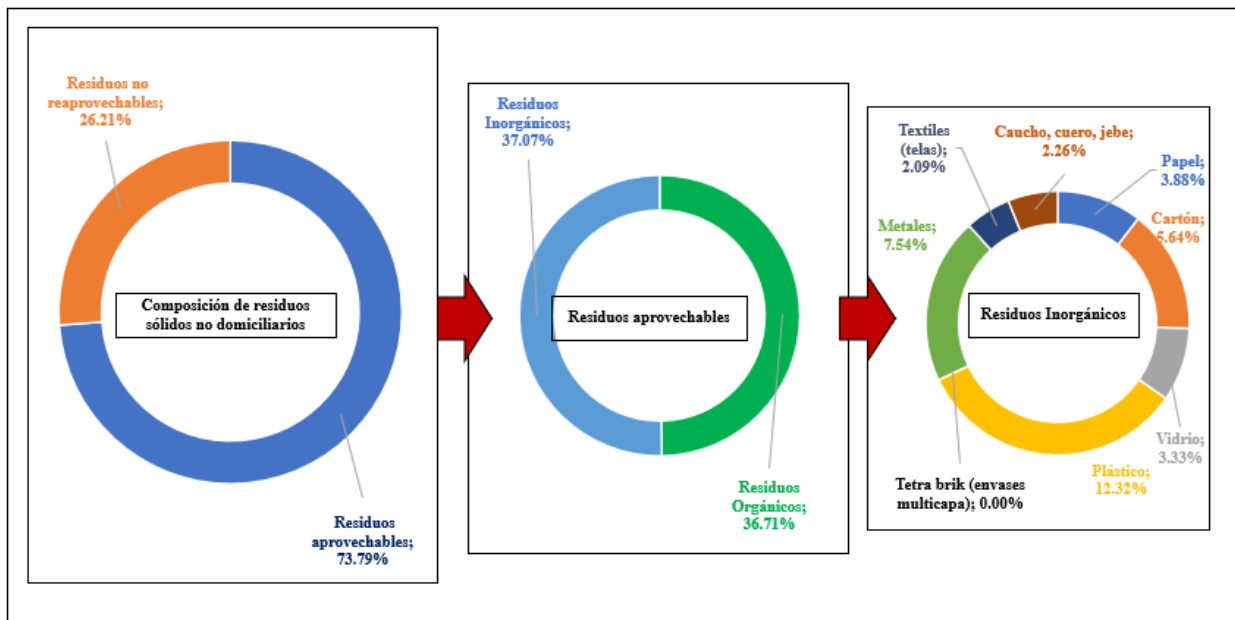 Residuos no
reaprovechables;
26.21%
Composición de residuos
sólidos no domiciliarios
Residuos
aprovechables;
73.79%
Residuos
Inorgánicos;
37.07%
Residuos aprovechables
Residuos
Orgánicos;
36.71%
Textiles
(telas);
2.09%
Caucho, cuero, jebe;
2.26%
Papel;
3.88%
Cartón;
5.64%
Metales;
7.54%
Residuos Inorgánicos
Vidrio;
3.33%
Plástico;
12.32%
Tetra brik (envases
multicapa); 0.00%